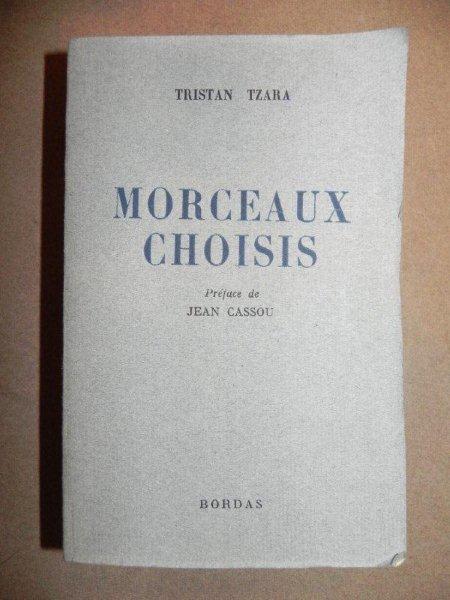 TRISTAN TZARA
MORCEAUX
CHOISIS
Préface de
JEAN CASSOU
BORDAS